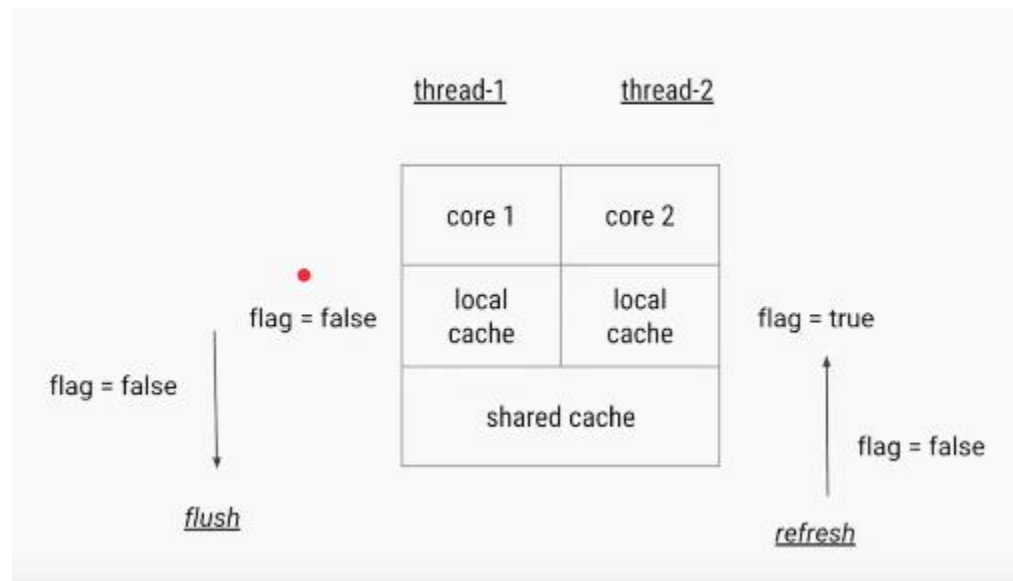 thread-1 thread-2
core 1 core 2
local
cache
local
cache
flag = false
flag = true
flag = false
shared cache
flag = false
flush
refresh